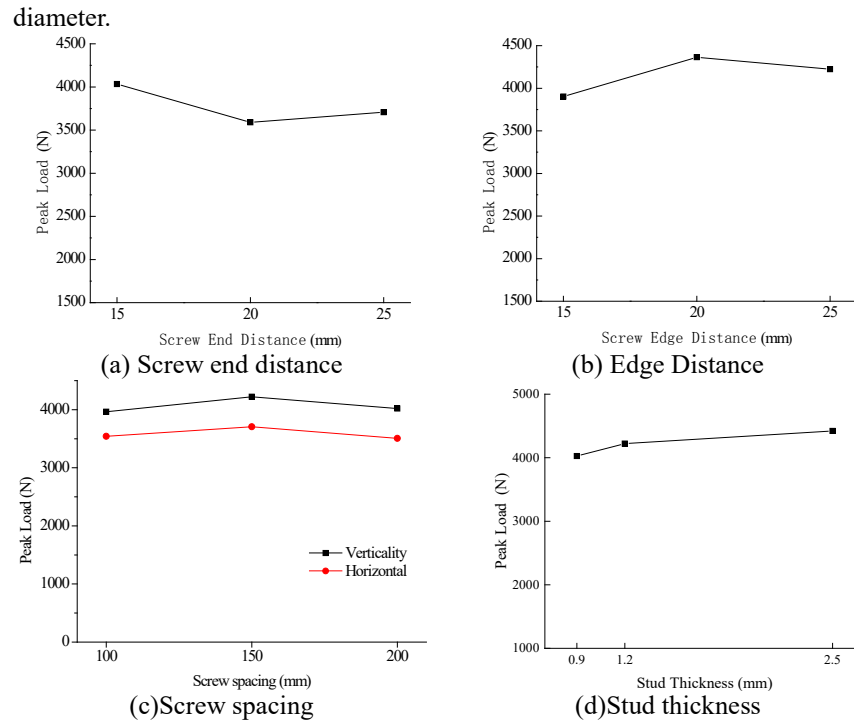 diameter.
4500
4000
3500
3000
2500
2000
1500
Peak Load (N)
15 20 25
Screw End Distance (mm)
(a) Screw end distance
4500
4000
3500
3000
2500
2000
1500
Peak Load (N)
15 20 25
Screw Edge Distance (mm)
(b) Edge Distance
4000
3000
2000
1000
0
Peak Load (N)
Verticality
Horizontal
100 150 200
Screw spacing (mm)
(c)Screw spacing
5000
4000
3000
2000
1000
Peak Load (N)
0.9 1.2 2.5
Stud Thickness (mm)
(d)Stud thickness